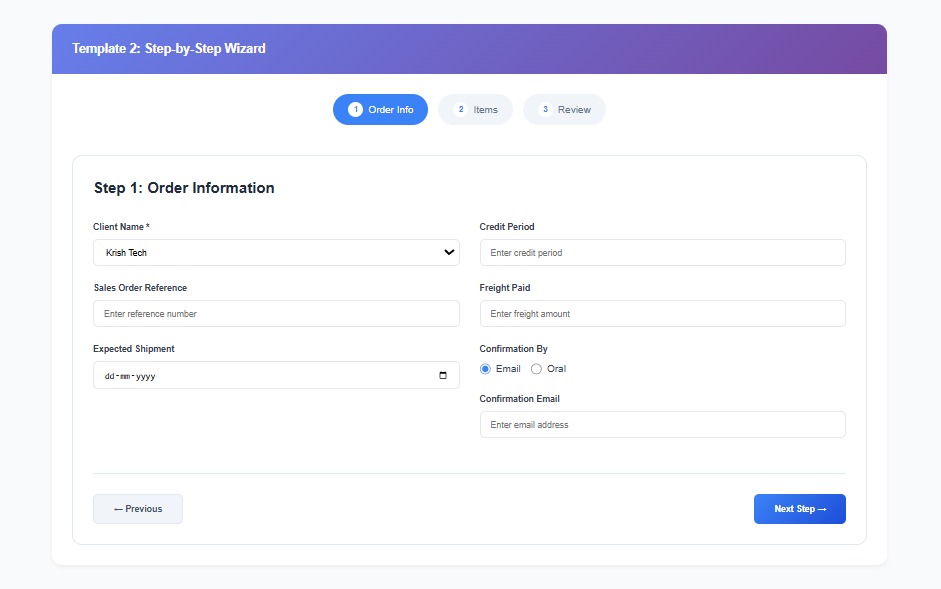 Template 2: Step-by-Step Wizard
1 Order Info
2 Items
3 Review
Step 1: Order Information
Client Name *
Krish Tech
Sales Order Reference
Enter reference number
Expected Shipment
dd-mm-yyyy
Credit Period
Enter credit period
Freight Paid
Enter freight amount
Confirmation By
Email Oral
Confirmation Email
Enter email address
← Previous
Next Step →